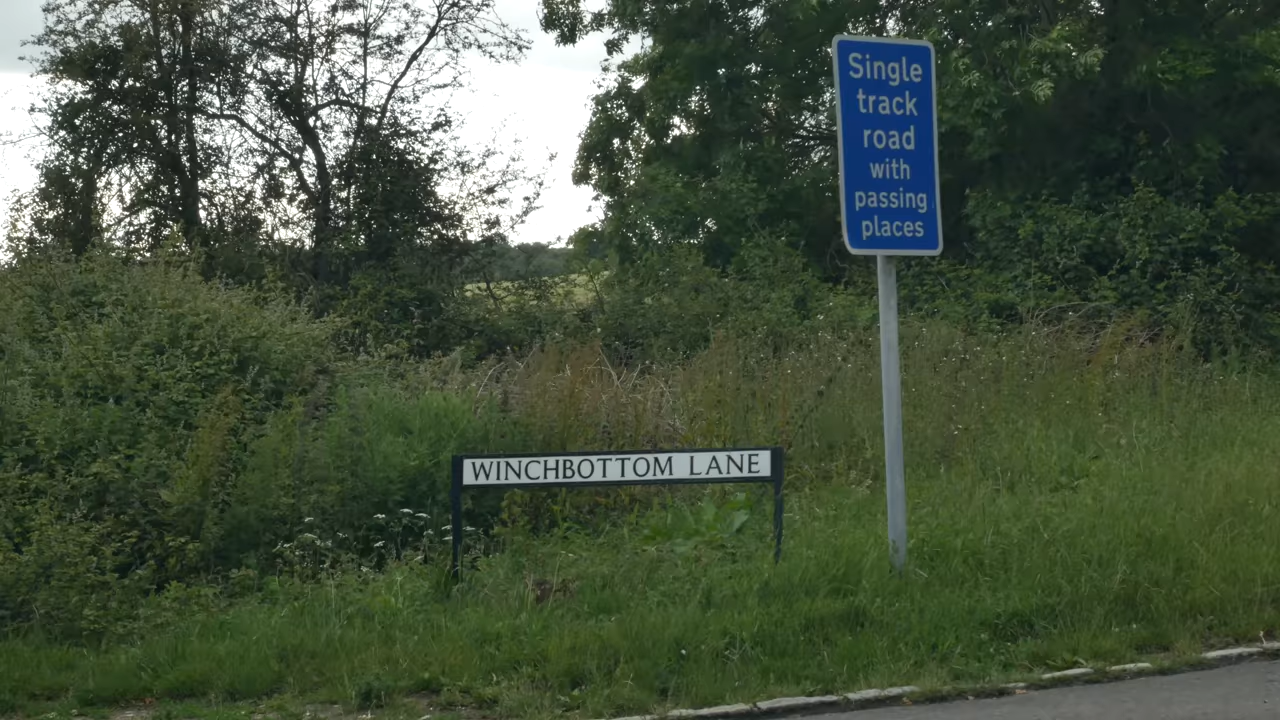 Single
track
road
with
passing
places
WINCHBOTTOM LANE